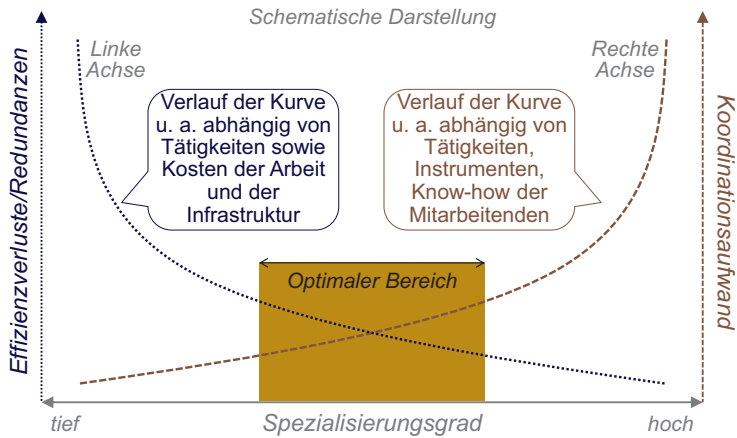 Schematische Darstellung
Linke
Achse
Rechte
Achse
Effizienzverluste/Redundanzen
Verlauf der Kurve
u. a. abhängig von
Tätigkeiten sowie
Kosten der Arbeit
und der
Infrastruktur
Verlauf der Kurve
u. a. abhängig von
Tätigkeiten,
Instrumenten,
Know-how der
Mitarbeitenden
Koordinationsaufwand
Optimaler Bereich
tief
Spezialisierungsgrad
hoch